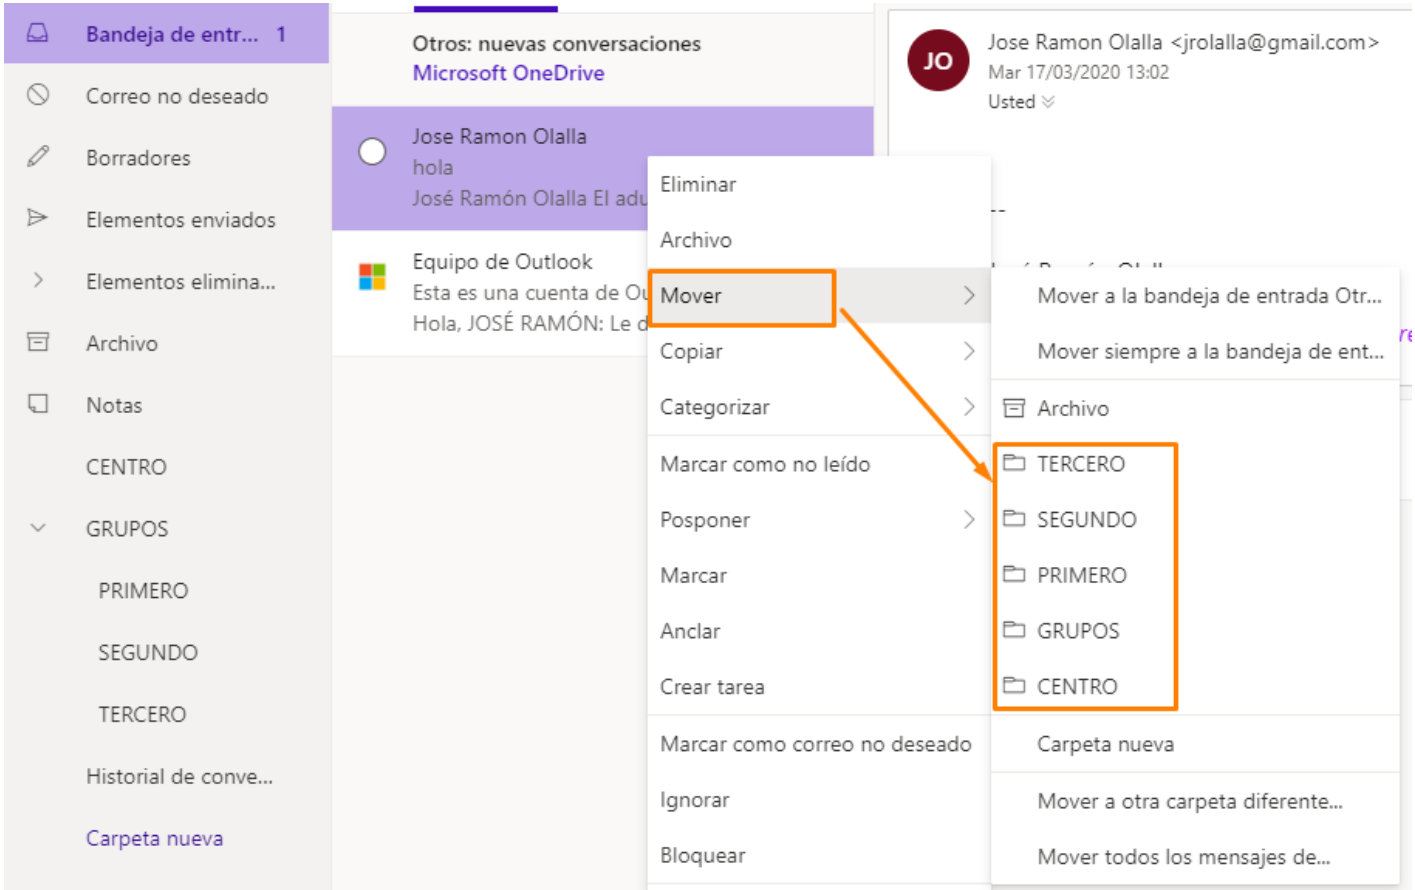 Bandeja de entr... 1
Correo no deseado
Borradores
Elementos enviados
Elementos elimina...
Archivo
Notas
CENTRO
GRUPOS
PRIMERO
SEGUNDO
TERCERO
Historial de conve...
Carpeta nueva
Otros: nuevas conversaciones
Microsoft OneDrive
Jose Ramon Olalla
hola
José Ramón Olalla El adu
Equipo de Outlook
Esta es una cuenta de Ou
Hola, JOSÉ RAMÓN: Le d
Eliminar
Archivo
Mover
Copiar
Categorizar
Marcar como no leído
Posponer
Marcar
Anclar
Crear tarea
Marcar como correo no deseado
Ignorar
Bloquear
JO
Jose Ramon Olalla <jrolalla@gmail.com>
Mar 17/03/2020 13:02
Usted
--
Mover a la bandeja de entrada Otr...
Mover siempre a la bandeja de ent...
Archivo
TERCERO
SEGUNDO
PRIMERO
GRUPOS
CENTRO
Carpeta nueva
Mover a otra carpeta diferente...
Mover todos los mensajes de...